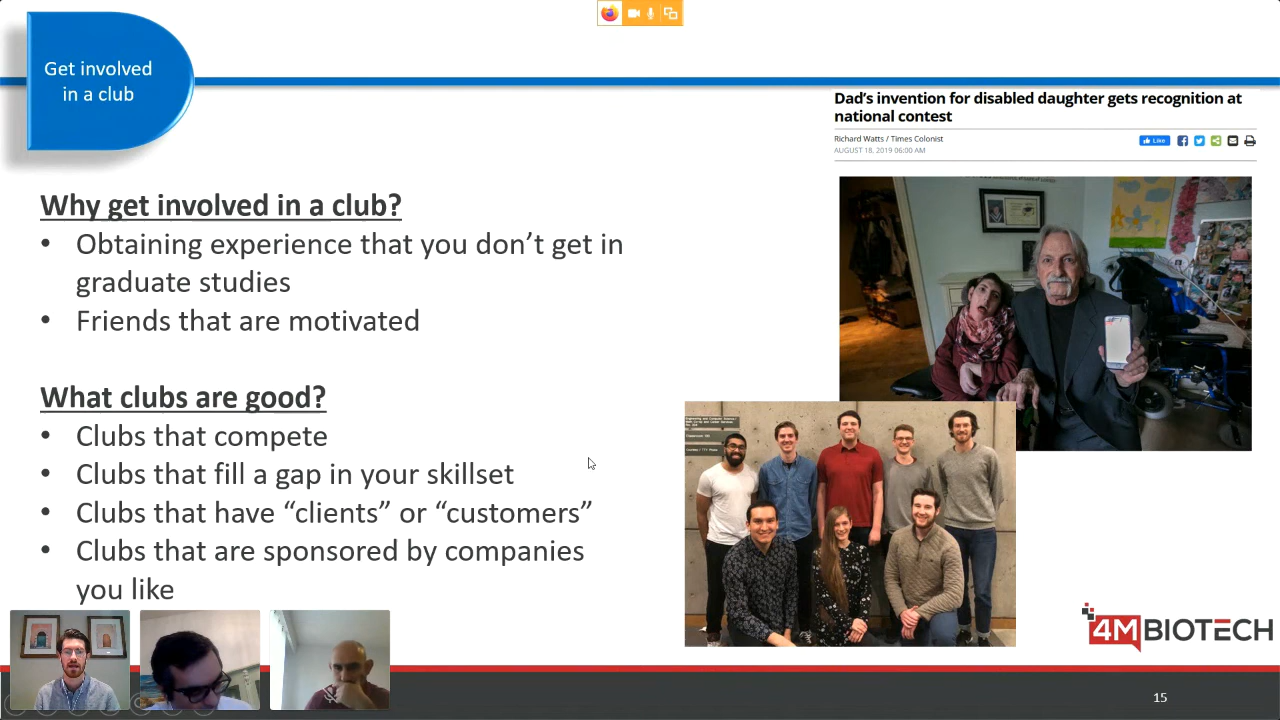 Get involved
in a club
Dad's invention for disabled daughter gets recognition at
national contest
Richard Watts / Times Colonist
AUGUST 18, 2019 06:00 AM
Like
Why get involved in a club?
• Obtaining experience that you don't get in
graduate studies
• Friends that are motivated
What clubs are good?
• Clubs that compete
• Clubs that fill a gap in your skillset
• Clubs that have “clients” or “customers”
• Clubs that are sponsored by companies
you like
4MBIOTECH
15